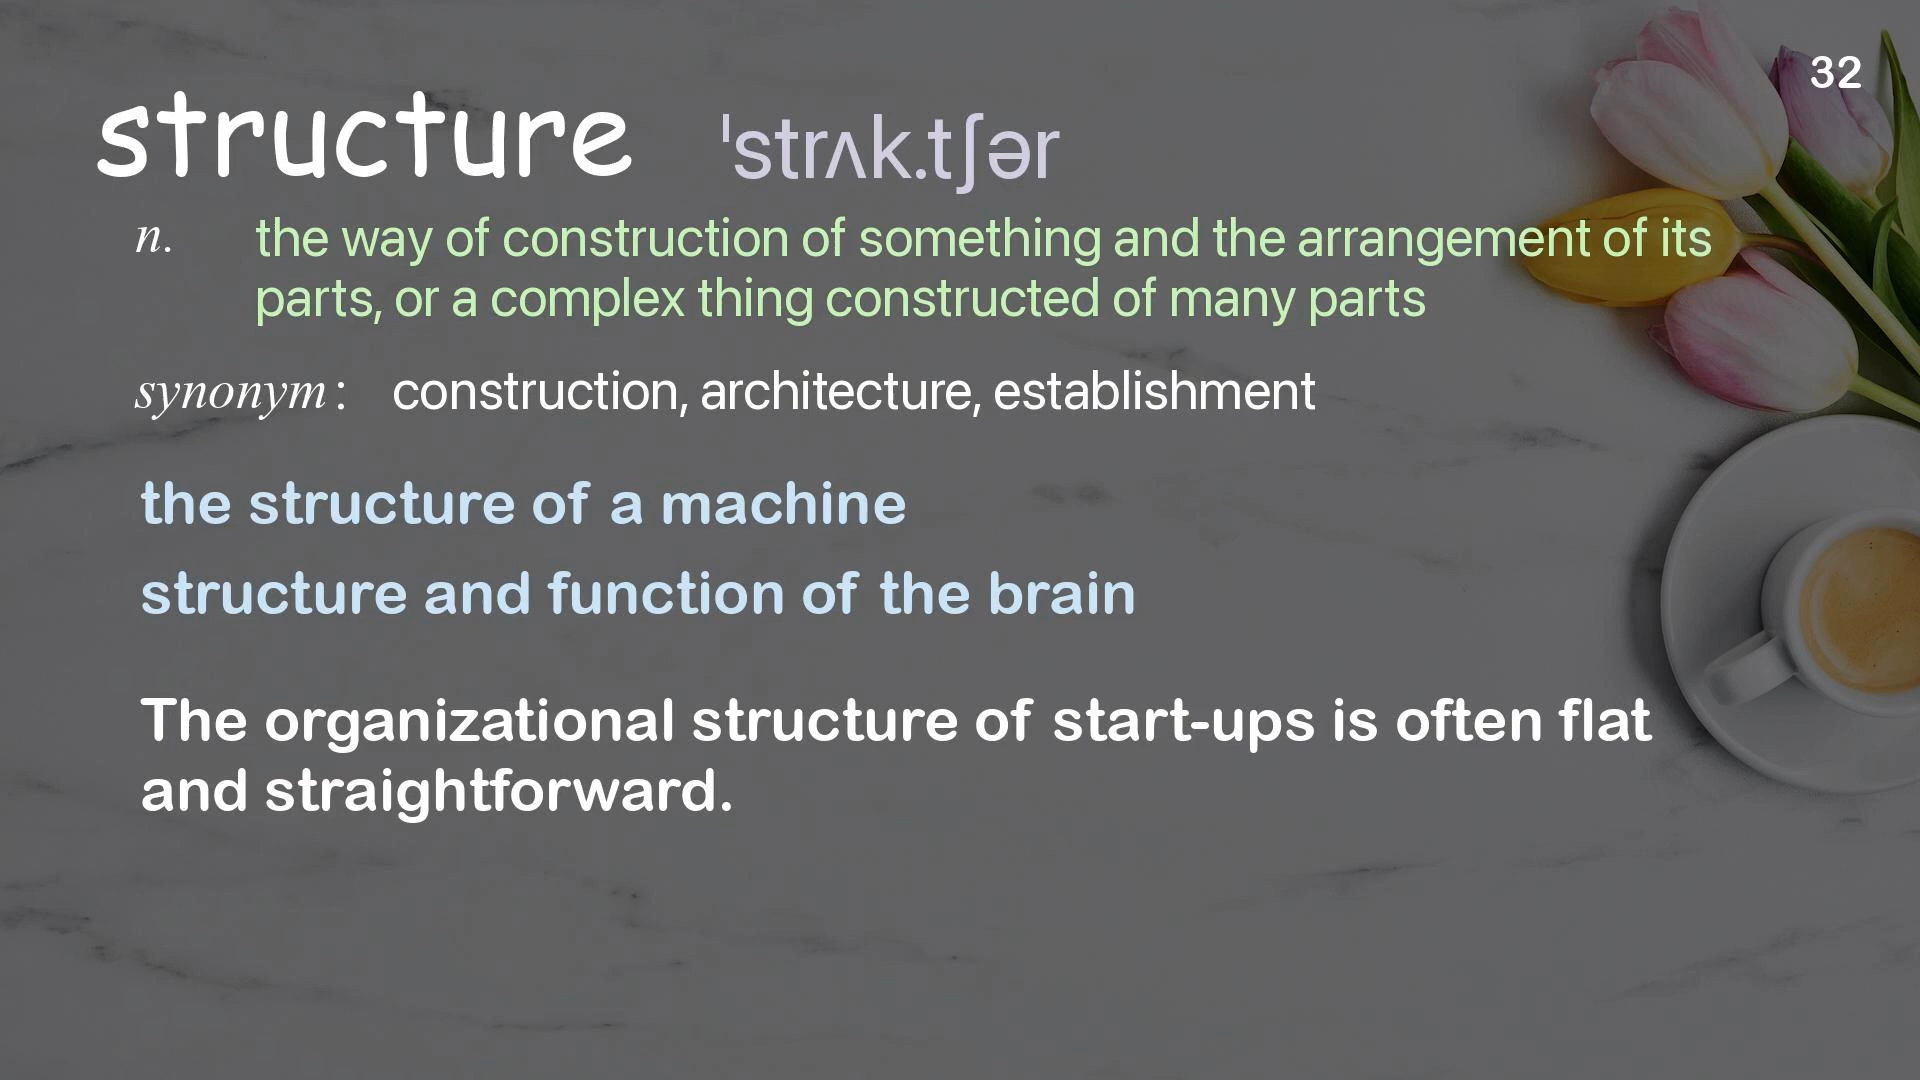 32
structure ˈstrʌk.tʃər
n. the way of construction of something and the arrangement of its
parts, or a complex thing constructed of many parts
synonym: construction, architecture, establishment
the structure of a machine
structure and function of the brain
The organizational structure of start-ups is often flat
and straightforward.